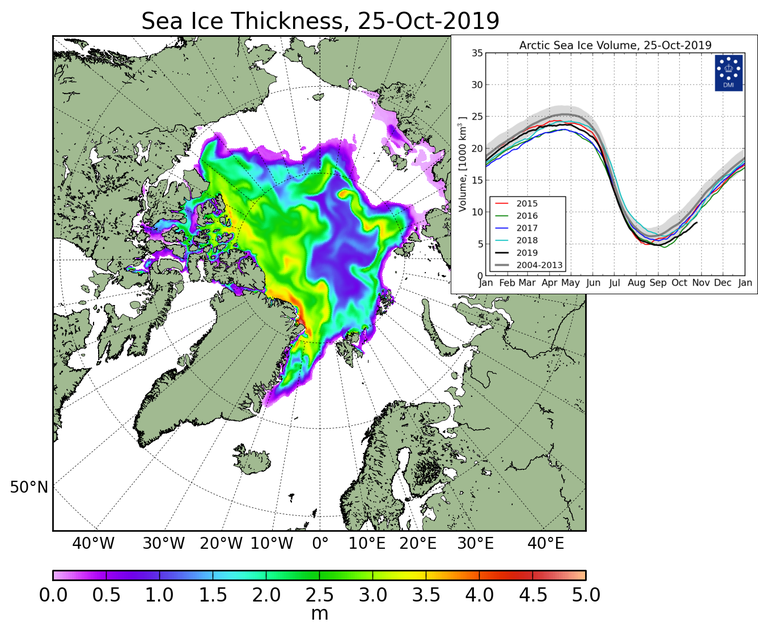 Sea Ice Thickness, 25-Oct-2019
Arctic Sea Ice Volume, 25-Oct-2019
Volume, [1000 km³]
35
30
25
20
15
10
5
0
DMI
2015
2016
2017
2018
2019
2004-2013
Jan Feb Mar Apr May Jun Jul Aug Sep Oct Nov Dec Jan
50°N
40°W 30°W 20°W 10°W 0° 10°E 20°E 30°E 40°E
0.0 0.5 1.0 1.5 2.0 2.5 3.0 3.5 4.0 4.5 5.0
m